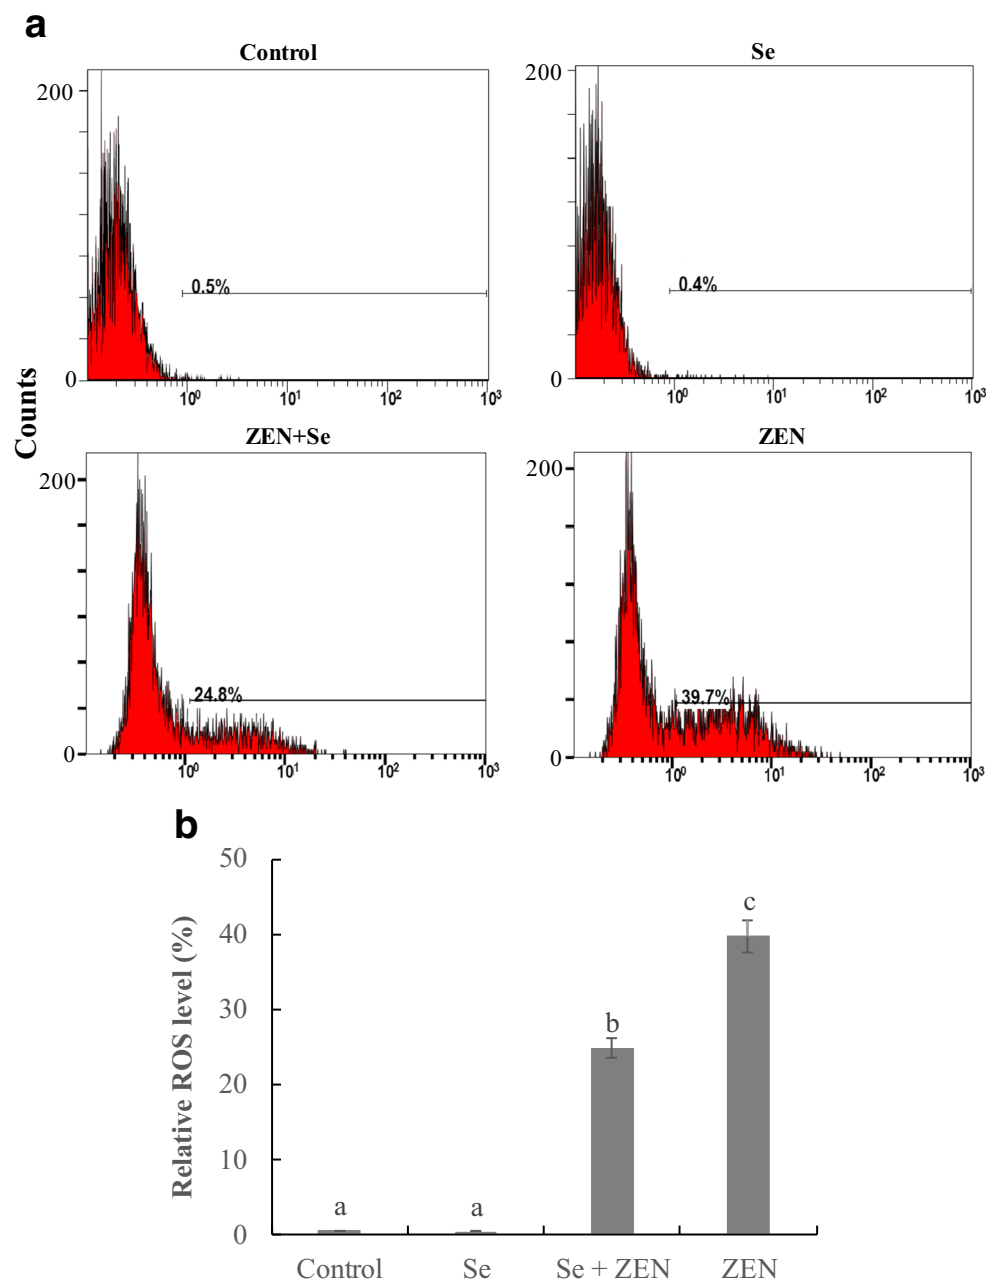 a
Control
Se
200
0.5%
0
10⁰ 10¹ 10² 10³
200
0.4%
0
10⁰ 10¹ 10² 10³
Counts
ZEN+Se
ZEN
200
24.8%
0
10⁰ 10¹ 10² 10³
200
39.7%
0
10⁰ 10¹ 10² 10³
b
Relative ROS level (%)
50
40
30
20
10
0
a
a
b
c
Control Se Se + ZEN ZEN